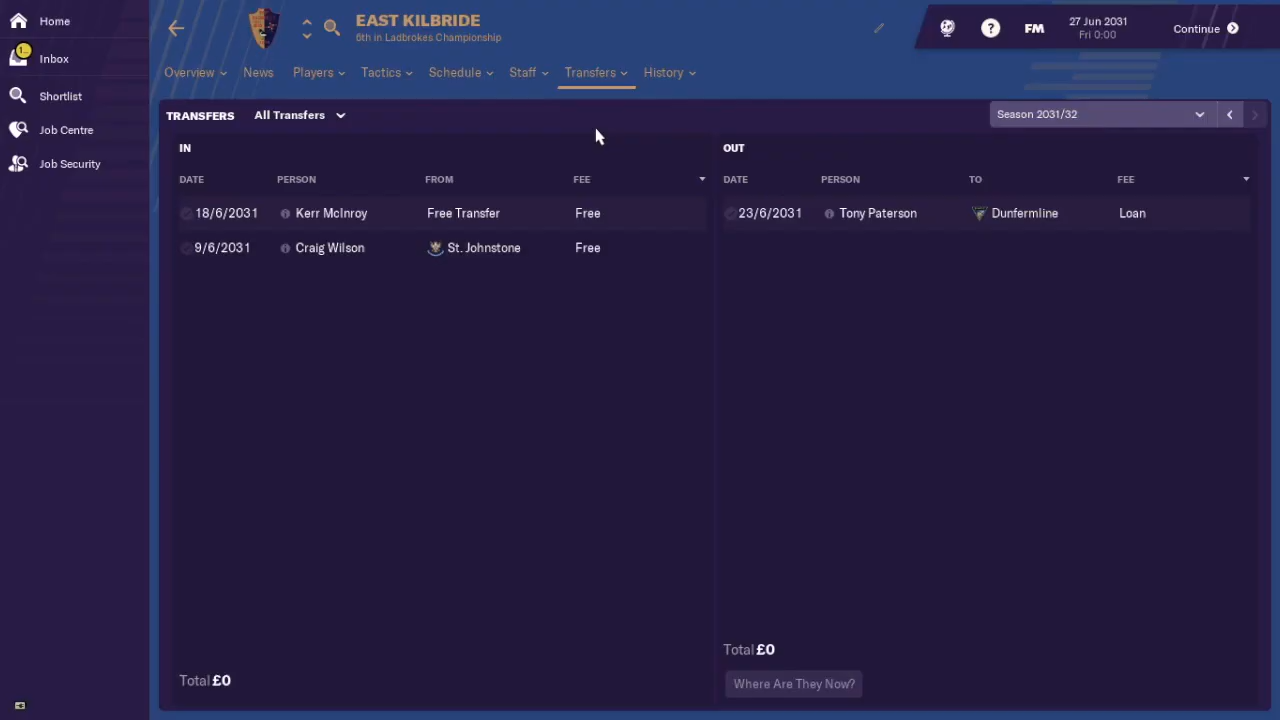 Home
Inbox
Shortlist
Job Centre
Job Security
EAST KILBRIDE
6th in Ladbrokes Championship
?
FM
27 Jun 2031
Fri 0:00
Continue
Overview
News
Players
Tactics
Schedule
Staff
Transfers
History
TRANSFERS
All Transfers
Season 2031/32
IN
DATE PERSON FROM FEE
18/6/2031 Kerr McInroy Free Transfer Free
9/6/2031 Craig Wilson St. Johnstone Free
Total £0
OUT
DATE PERSON TO FEE
23/6/2031 Tony Paterson Dunfermline Loan
Total £0
Where Are They Now?